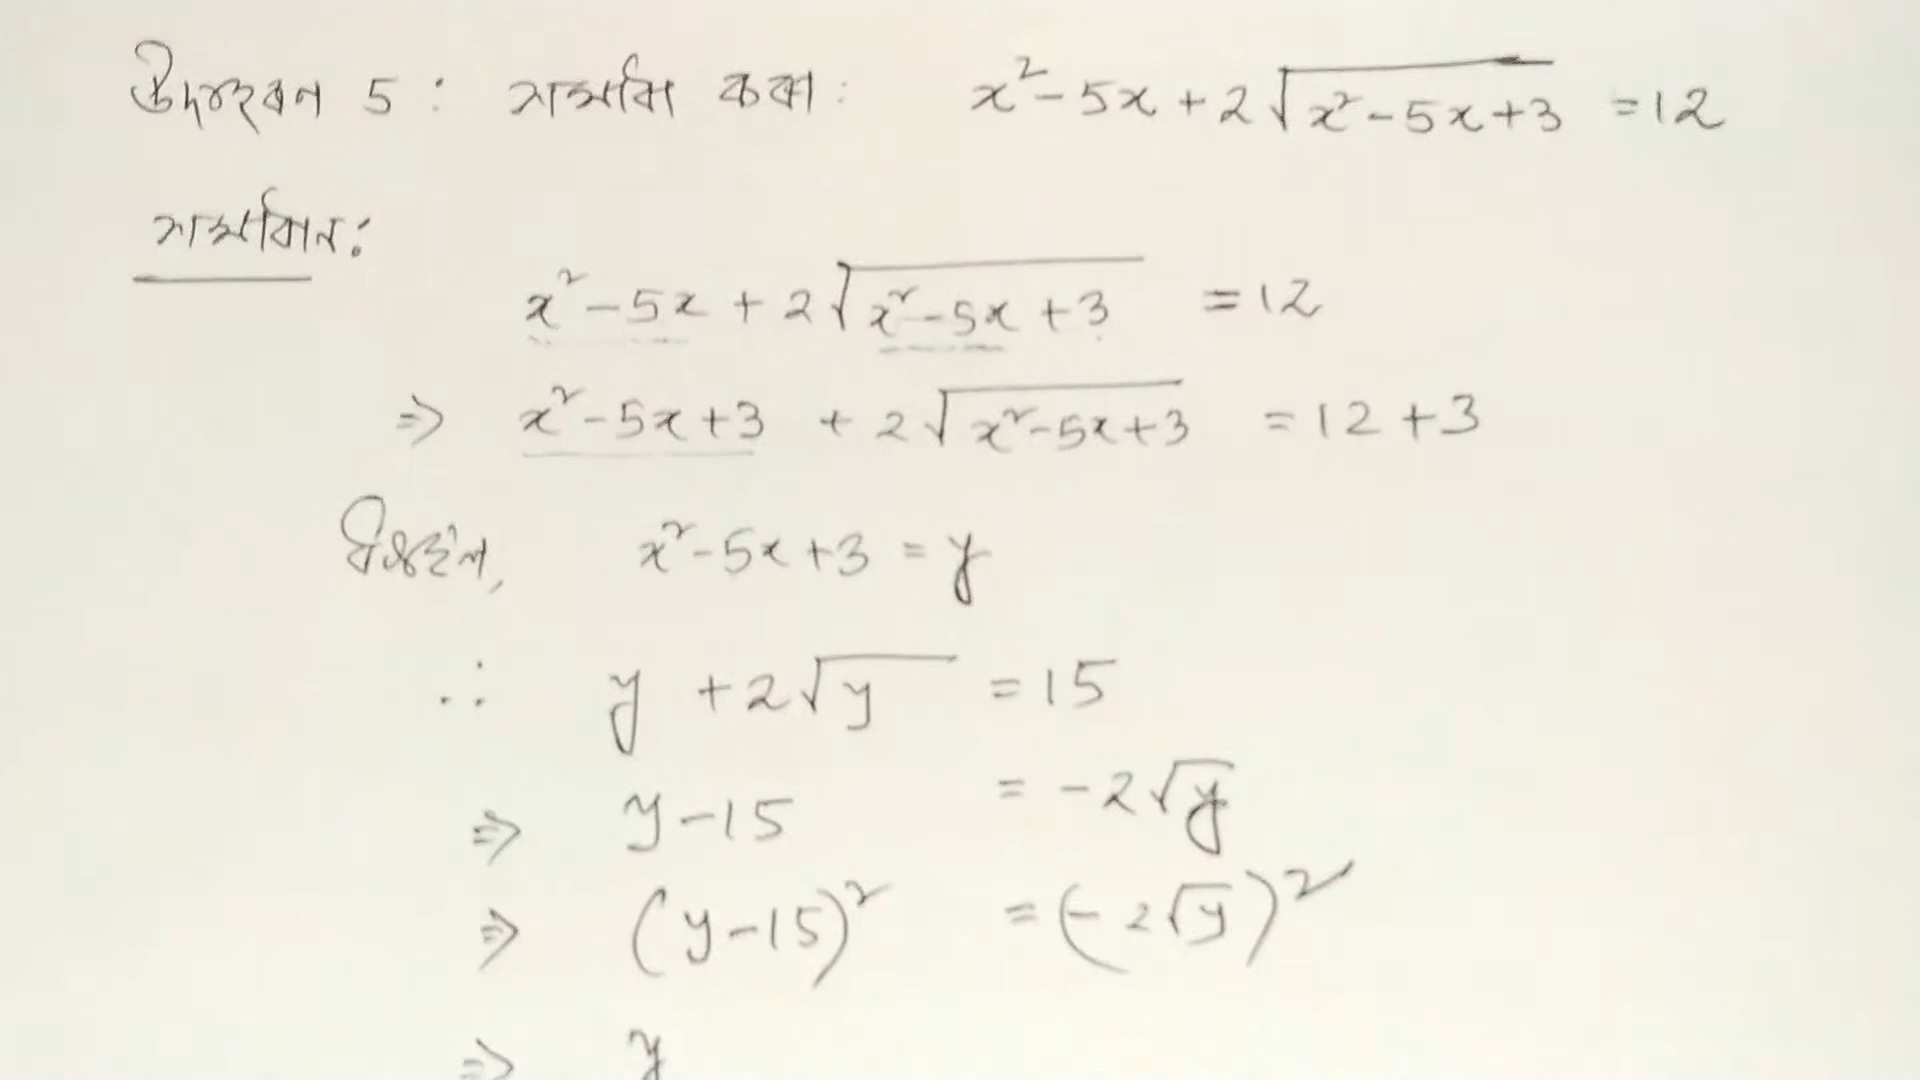 উদাহরণ 5: সমাধান কৰা: x² - 5x + 2√(x² - 5x + 3) = 12
সমাধান:
x² - 5x + 2√(x² - 5x + 3) = 12
⇒ x² - 5x + 3 + 2√(x² - 5x + 3) = 12 + 3
x² - 5x + 3 = y
∴ y + 2√y = 15
⇒ y - 15 = -2√y
⇒ (y - 15)² = (-2√y)²
⇒ y